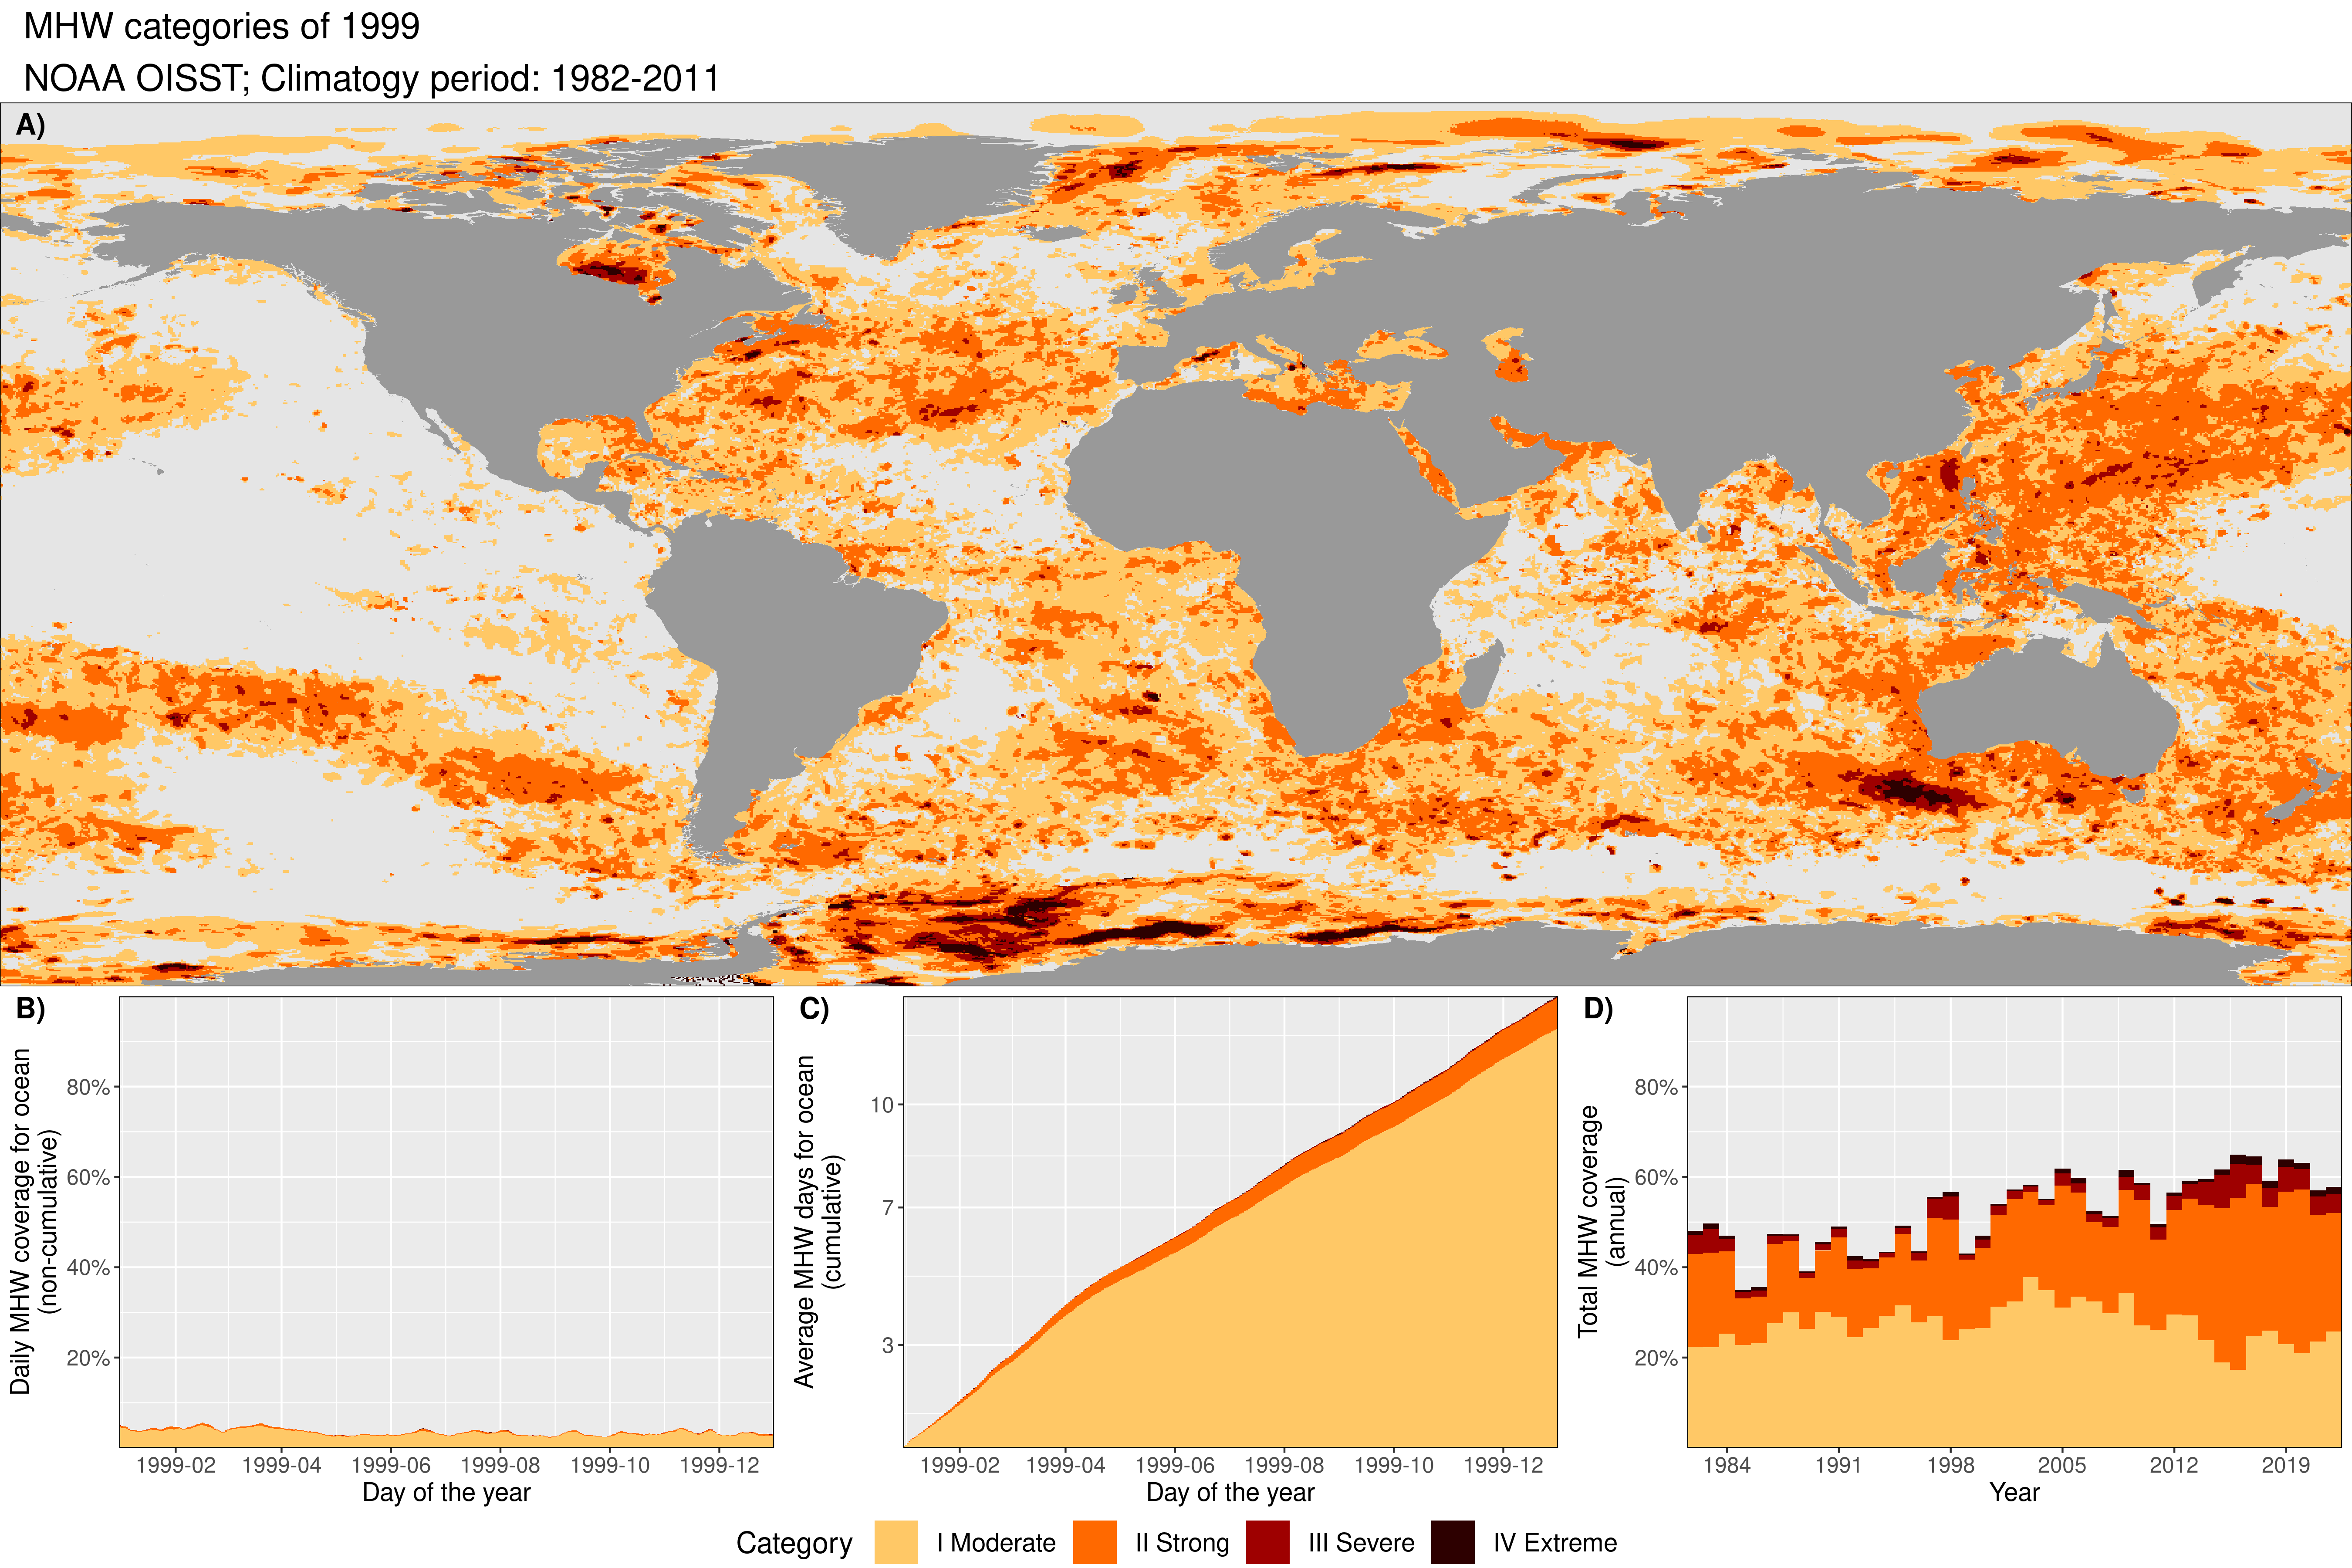 MHW categories of 1999
NOAA OISST; Climatogy period: 1982-2011
A)
B)
Daily MHW coverage for ocean
(non-cumulative)
80%
60%
40%
20%
1999-02 1999-04 1999-06 1999-08 1999-10 1999-12
Day of the year
C)
Average MHW days for ocean
(cumulative)
10
7
3
1999-02 1999-04 1999-06 1999-08 1999-10 1999-12
Day of the year
D)
Total MHW coverage
(annual)
80%
60%
40%
20%
1984 1991 1998 2005 2012 2019
Year
Category I Moderate II Strong III Severe IV Extreme